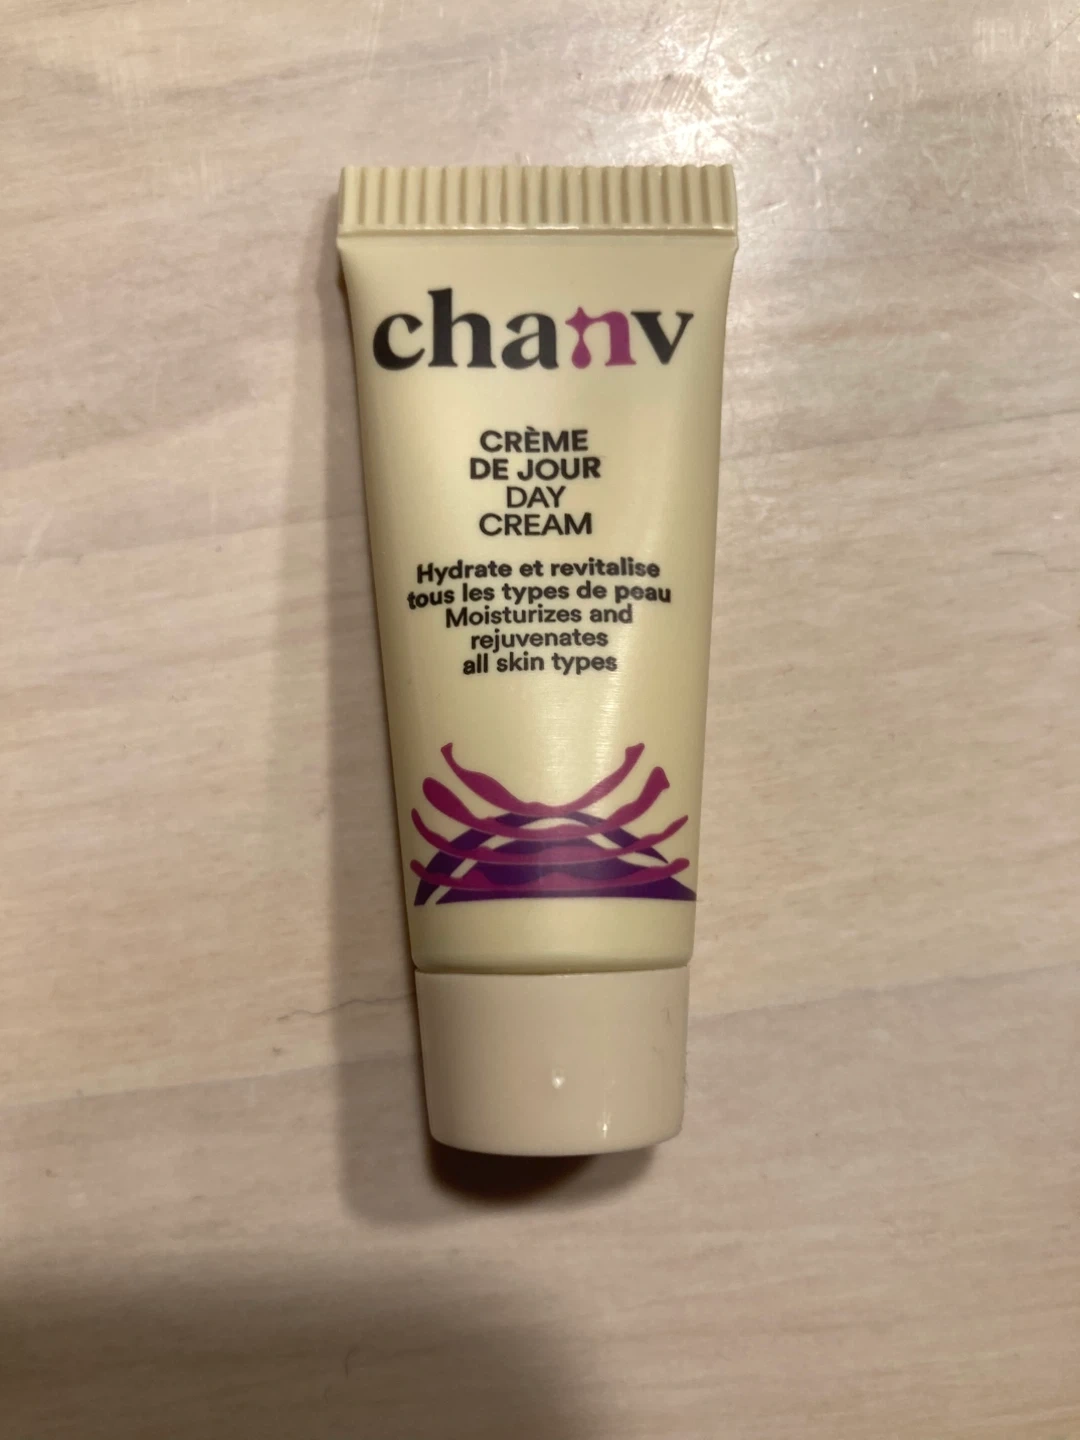 chanv
CRÈME
DE JOUR
DAY
CREAM
Hydrate et revitalise
tous les types de peau
Moisturizes and
rejuvenates
all skin types